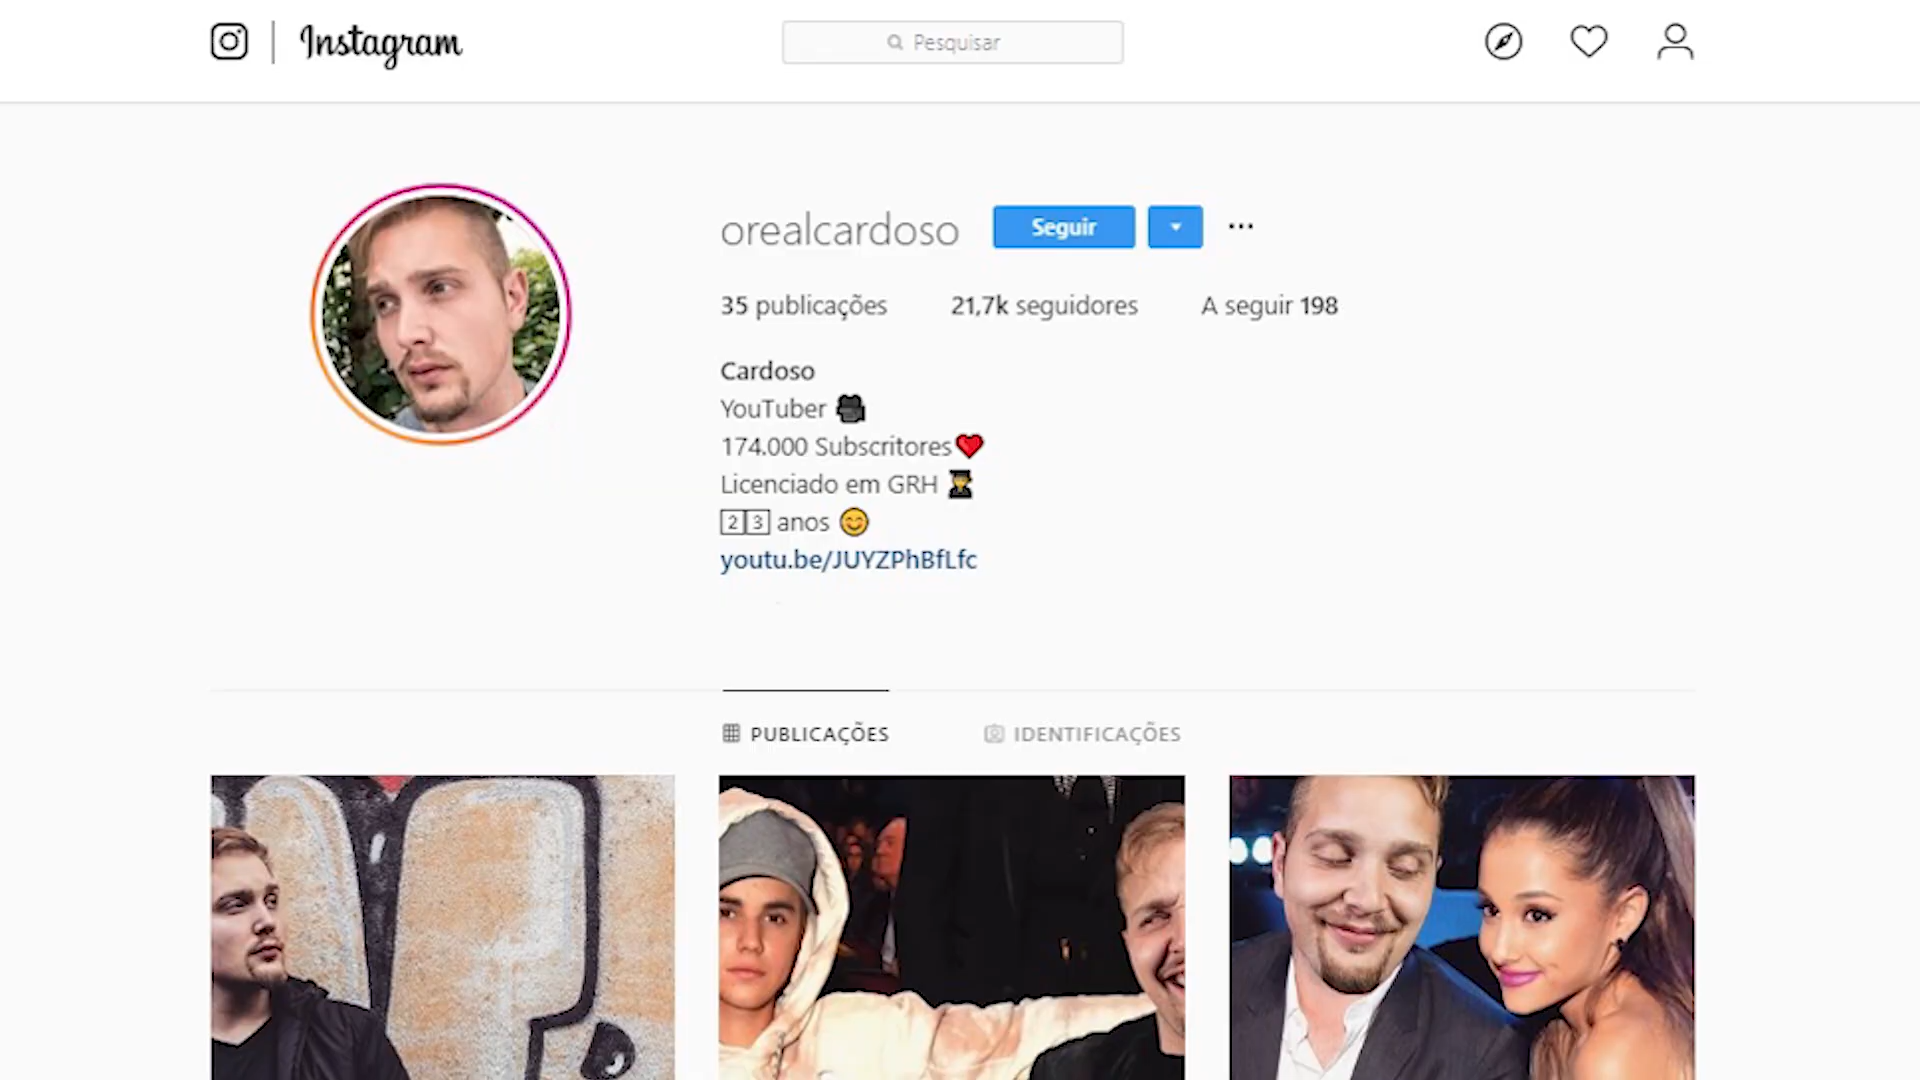 Instagram
Pesquisar
orealcardoso
Seguir
35 publicações 21,7k seguidores A seguir 198
Cardoso
YouTuber
174.000 Subscritores
Licenciado em GRH
23 anos
youtu.be/JUYZPhBfLfc
PUBLICAÇÕES IDENTIFICAÇÕES